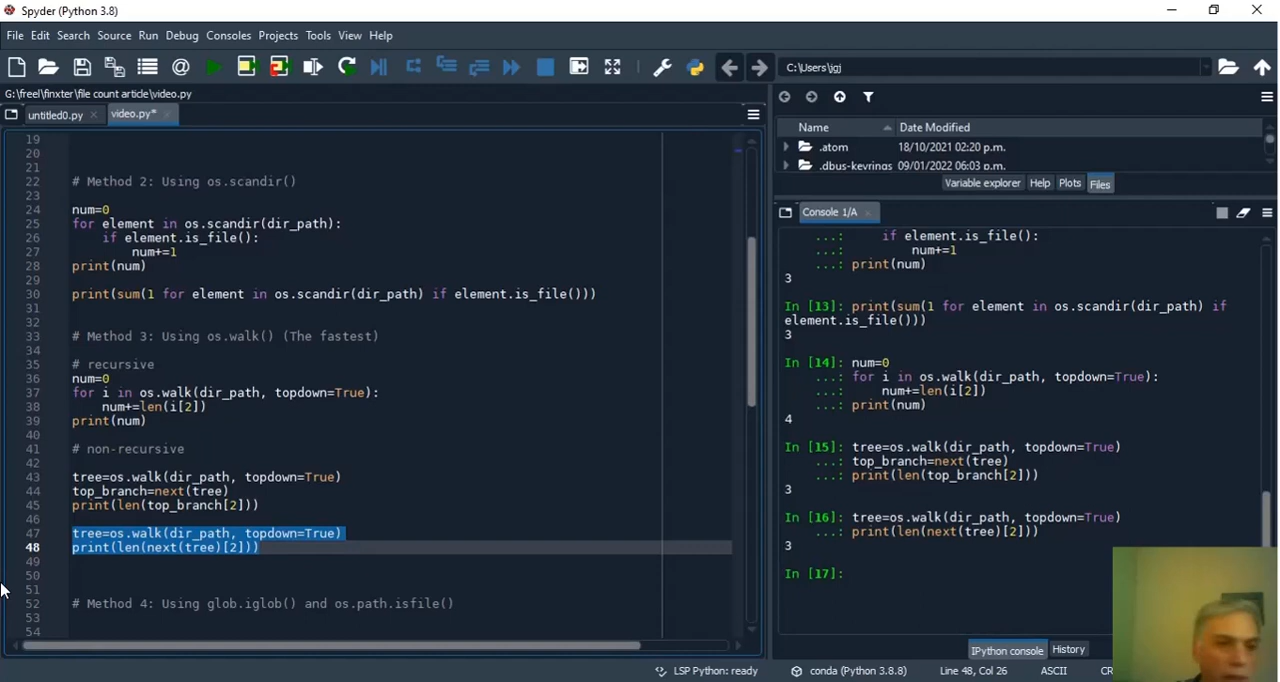 Spyder (Python 3.8)
File Edit Search Source Run Debug Consoles Projects Tools View Help
C:\Users\jgj
G:\freel\finxter\file count article\video.py
untitled0.py
video.py*
19
20
21
22 # Method 2: Using os.scandir()
23
24 num=0
25 for element in os.scandir(dir_path):
26     if element.is_file():
27         num+=1
28 print(num)
29
30 print(sum(1 for element in os.scandir(dir_path) if element.is_file()))
31
32
33 # Method 3: Using os.walk() (The fastest)
34
35 # recursive
36 num=0
37 for i in os.walk(dir_path, topdown=True):
38     num+=len(i[2])
39 print(num)
40
41 # non-recursive
42
43 tree=os.walk(dir_path, topdown=True)
44 top_branch=next(tree)
45 print(len(top_branch[2]))
46
47 tree=os.walk(dir_path, topdown=True)
48 print(len(next(tree)[2]))
49
50
51
52 # Method 4: Using glob.iglob() and os.path.isfile()
53
54
Name Date Modified
.atom 18/10/2021 02:20 p.m.
.dbus-keyrings 09/01/2022 06:03 p.m.
Variable explorer Help Plots Files
Console 1/A
...:     if element.is_file():
...:         num+=1
...: print(num)
3
In [13]: print(sum(1 for element in os.scandir(dir_path) if
element.is_file()))
3
In [14]: num=0
...: for i in os.walk(dir_path, topdown=True):
...:     num+=len(i[2])
...: print(num)
4
In [15]: tree=os.walk(dir_path, topdown=True)
...: top_branch=next(tree)
...: print(len(top_branch[2]))
3
In [16]: tree=os.walk(dir_path, topdown=True)
...: print(len(next(tree)[2]))
3
In [17]:
IPython console History
LSP Python: ready conda (Python 3.8.8) Line 48, Col 26 ASCII CR